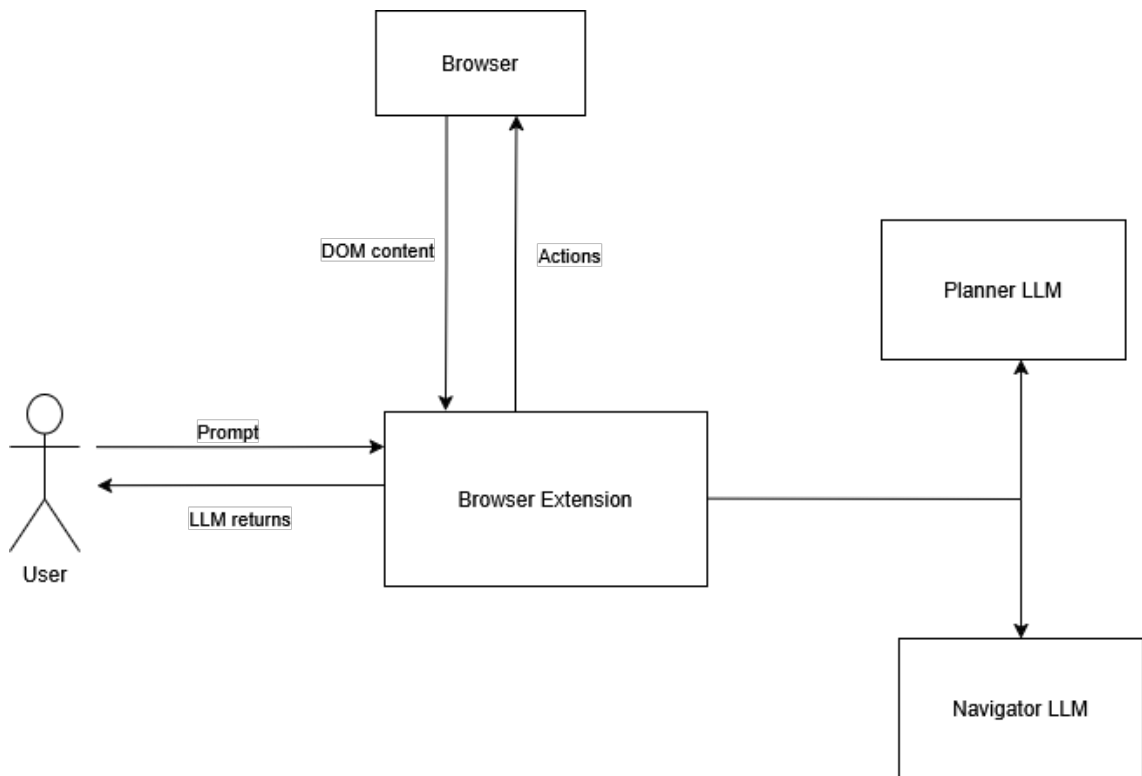 Browser
DOM content
Actions
Planner LLM
Prompt
Browser Extension
LLM returns
User
Navigator LLM